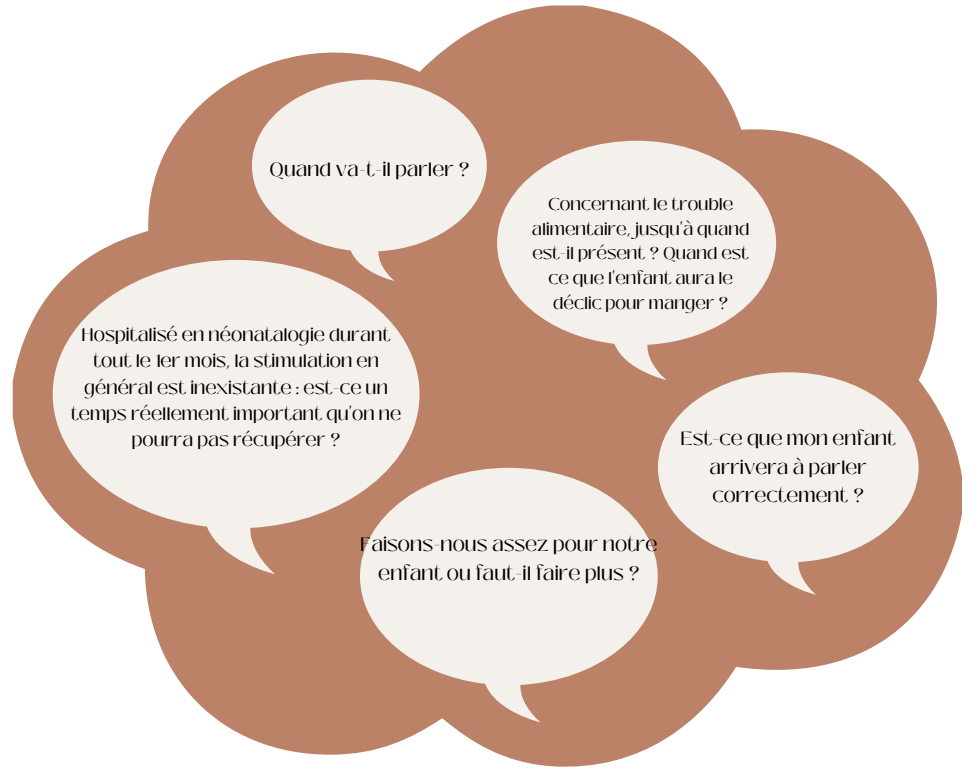 Quand va-t-il parler ?
Concernant le trouble
alimentaire, jusqu'à quand
est-il présent ? Quand est
ce que l'enfant aura le
déclic pour manger ?
Hospitalisé en néonatalogie durant
tout le 1er mois, la stimulation en
général est inexistante : est-ce un
temps réellement important qu'on ne
pourra pas récupérer ?
Est-ce que mon enfant
arrivera à parler
correctement ?
Faisons-nous assez pour notre
enfant ou faut-il faire plus ?